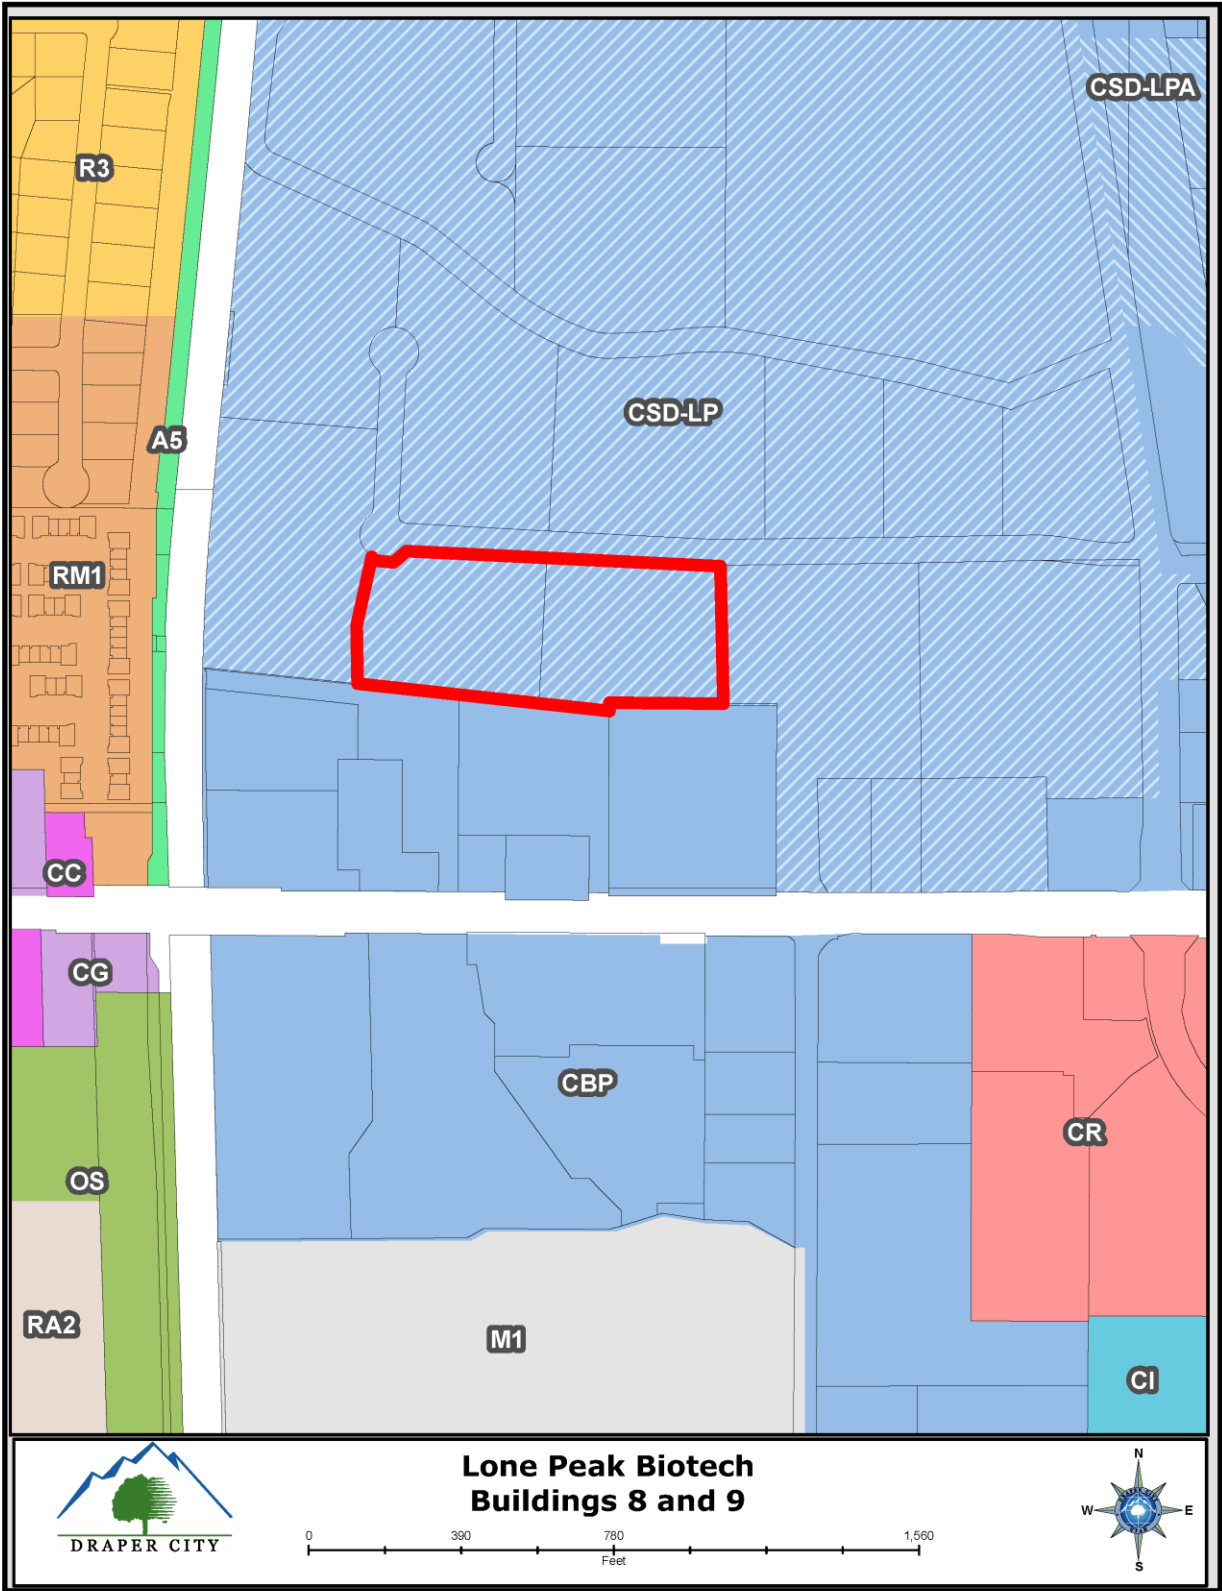 CSD-LPA
R3
CSD-LP
A5
RM1
CC
CG
CBP
CR
OS
RA2
M1
CI
DRAPER CITY
Lone Peak Biotech
Buildings 8 and 9
0 390 780 1,560
Feet
N
W E
S